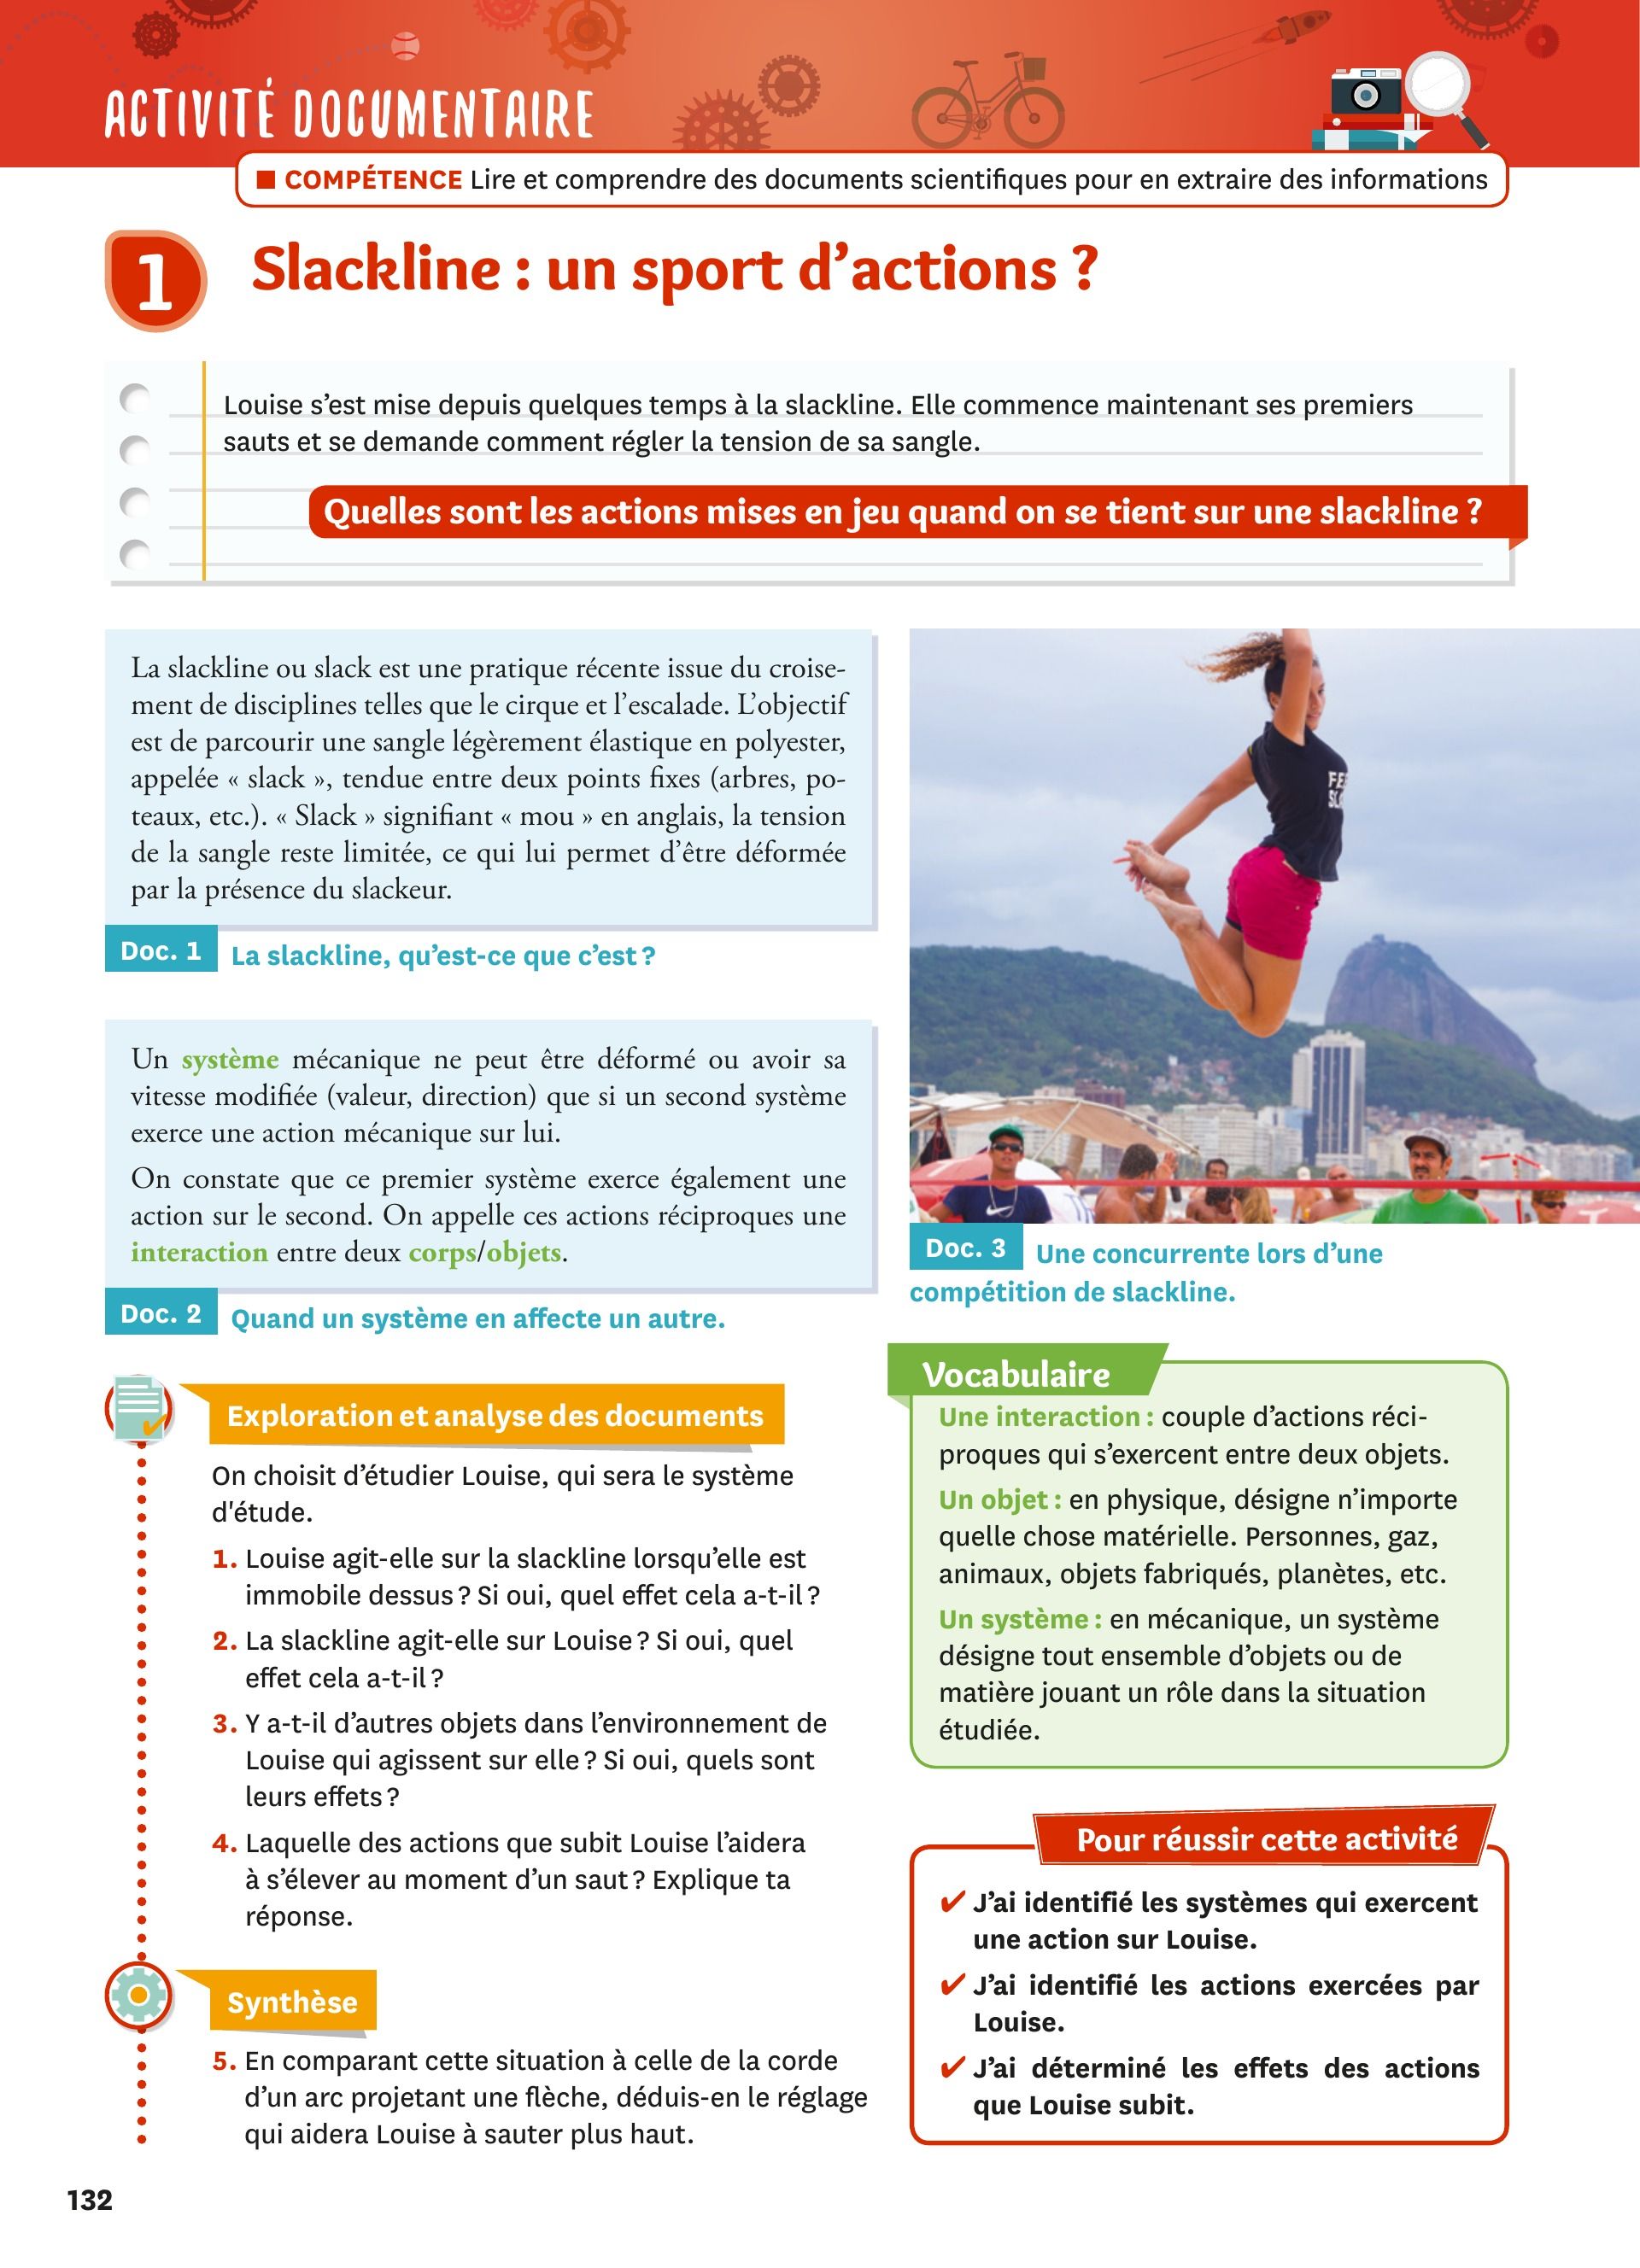 ACTIVITÉ DOCUMENTAIRE
■ COMPÉTENCE Lire et comprendre des documents scientifiques pour en extraire des informations
1 Slackline : un sport d’actions ?
Louise s’est mise depuis quelques temps à la slackline. Elle commence maintenant ses premiers
sauts et se demande comment régler la tension de sa sangle.
Quelles sont les actions mises en jeu quand on se tient sur une slackline ?
La slackline ou slack est une pratique récente issue du croise-
ment de disciplines telles que le cirque et l’escalade. L’objectif
est de parcourir une sangle légèrement élastique en polyester,
appelée « slack », tendue entre deux points fixes (arbres, po-
teaux, etc.). « Slack » signifiant « mou » en anglais, la tension
de la sangle reste limitée, ce qui lui permet d’être déformée
par la présence du slackeur.
Doc. 1 La slackline, qu’est-ce que c’est ?
Un système mécanique ne peut être déformé ou avoir sa
vitesse modifiée (valeur, direction) que si un second système
exerce une action mécanique sur lui.
On constate que ce premier système exerce également une
action sur le second. On appelle ces actions réciproques une
interaction entre deux corps/objets.
Doc. 2 Quand un système en affecte un autre.
Doc. 3 Une concurrente lors d’une
compétition de slackline.
Exploration et analyse des documents
On choisit d’étudier Louise, qui sera le système
d'étude.
1. Louise agit-elle sur la slackline lorsqu’elle est
immobile dessus ? Si oui, quel effet cela a-t-il ?
2. La slackline agit-elle sur Louise ? Si oui, quel
effet cela a-t-il ?
3. Y a-t-il d’autres objets dans l’environnement de
Louise qui agissent sur elle ? Si oui, quels sont
leurs effets ?
4. Laquelle des actions que subit Louise l’aidera
à s’élever au moment d’un saut ? Explique ta
réponse.
Synthèse
5. En comparant cette situation à celle de la corde
d’un arc projetant une flèche, déduis-en le réglage
qui aidera Louise à sauter plus haut.
Vocabulaire
Une interaction : couple d’actions réci-
proques qui s’exercent entre deux objets.
Un objet : en physique, désigne n’importe
quelle chose matérielle. Personnes, gaz,
animaux, objets fabriqués, planètes, etc.
Un système : en mécanique, un système
désigne tout ensemble d’objets ou de
matière jouant un rôle dans la situation
étudiée.
Pour réussir cette activité
✔ J’ai identifié les systèmes qui exercent
une action sur Louise.
✔ J’ai identifié les actions exercées par
Louise.
✔ J’ai déterminé les effets des actions
que Louise subit.
132